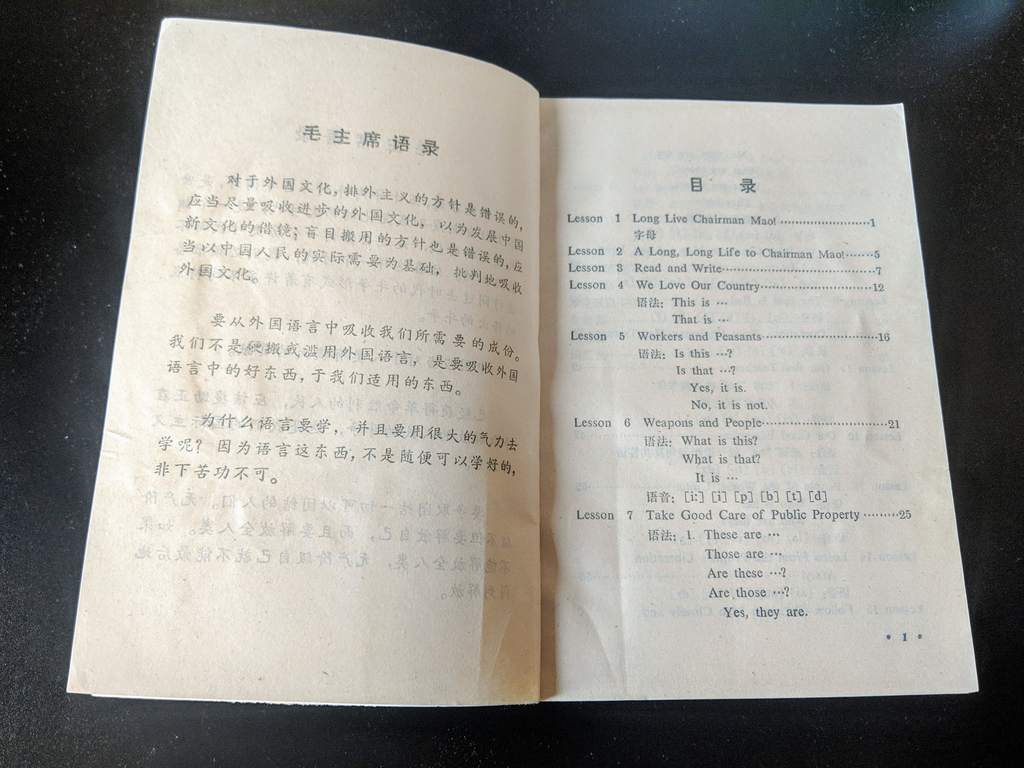 毛主席语录
对于外国文化，排外主义的方针是错误的，
应当尽量吸收进步的外国文化，以为发展中国
新文化的借镜；盲目搬用的方针也是错误的，应
当以中国人民的实际需要为基础，批判地吸收
外国文化。
要从外国语言中吸收我们所需要的成份。
我们不是硬搬或滥用外国语言，是要吸收外国
语言中的好东西，于我们适用的东西。
为什么语言要学，并且要用很大的气力去
学呢？因为语言这东西，不是随便可以学好的，
非下苦功不可。
目录
Lesson 1 Long Live Chairman Mao! ························1
字母
Lesson 2 A Long, Long Life to Chairman Mao!·······5
Lesson 3 Read and Write·······································7
Lesson 4 We Love Our Country·····························12
语法：This is ···
That is ···
Lesson 5 Workers and Peasants·····························16
语法：Is this ···?
Is that ···?
Yes, it is.
No, it is not.
Lesson 6 Weapons and People································21
语法：What is this?
What is that?
It is ···
语音：[i:] [i] [p] [b] [t] [d]
Lesson 7 Take Good Care of Public Property ·········25
语法：1. These are ···
Those are ···
Are these ···?
Are those ···?
Yes, they are.
• 1 •